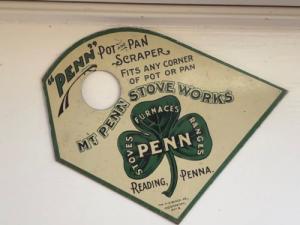 "PENN" POT AND PAN
SCRAPER
FITS ANY CORNER
OF POT OR PAN
MT. PENN STOVE WORKS
FURNACES
STOVES
RANGES
PENN
READING, PENNA.